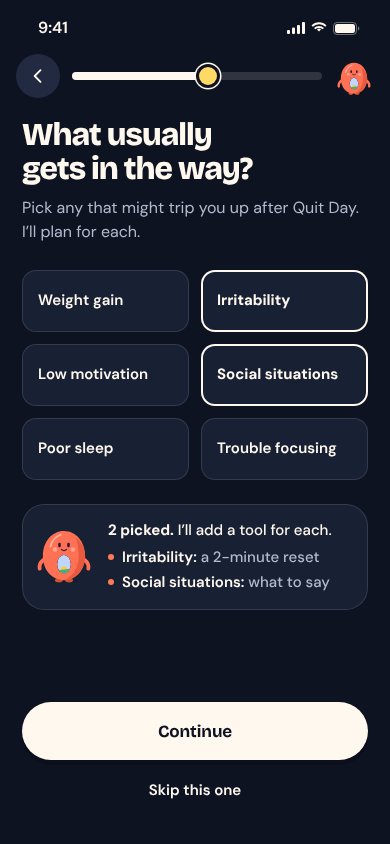 9:41
What usually
gets in the way?
Pick any that might trip you up after Quit Day.
I’ll plan for each.
Weight gain
Irritability
Low motivation
Social situations
Poor sleep
Trouble focusing
2 picked. I’ll add a tool for each.
Irritability: a 2-minute reset
Social situations: what to say
Continue
Skip this one